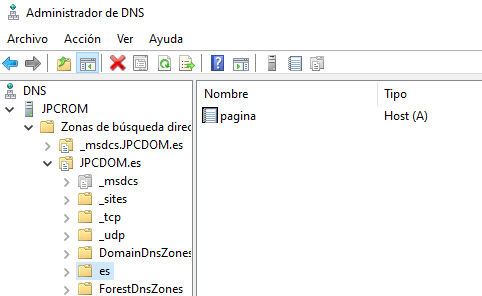 Administrador de DNS
Archivo Acción Ver Ayuda
DNS
JPCROM
Zonas de búsqueda direc
_msdcs.JPCDOM.es
JPCDOM.es
_msdcs
_sites
_tcp
_udp
DomainDnsZones
es
ForestDnsZones
Nombre Tipo
pagina Host (A)